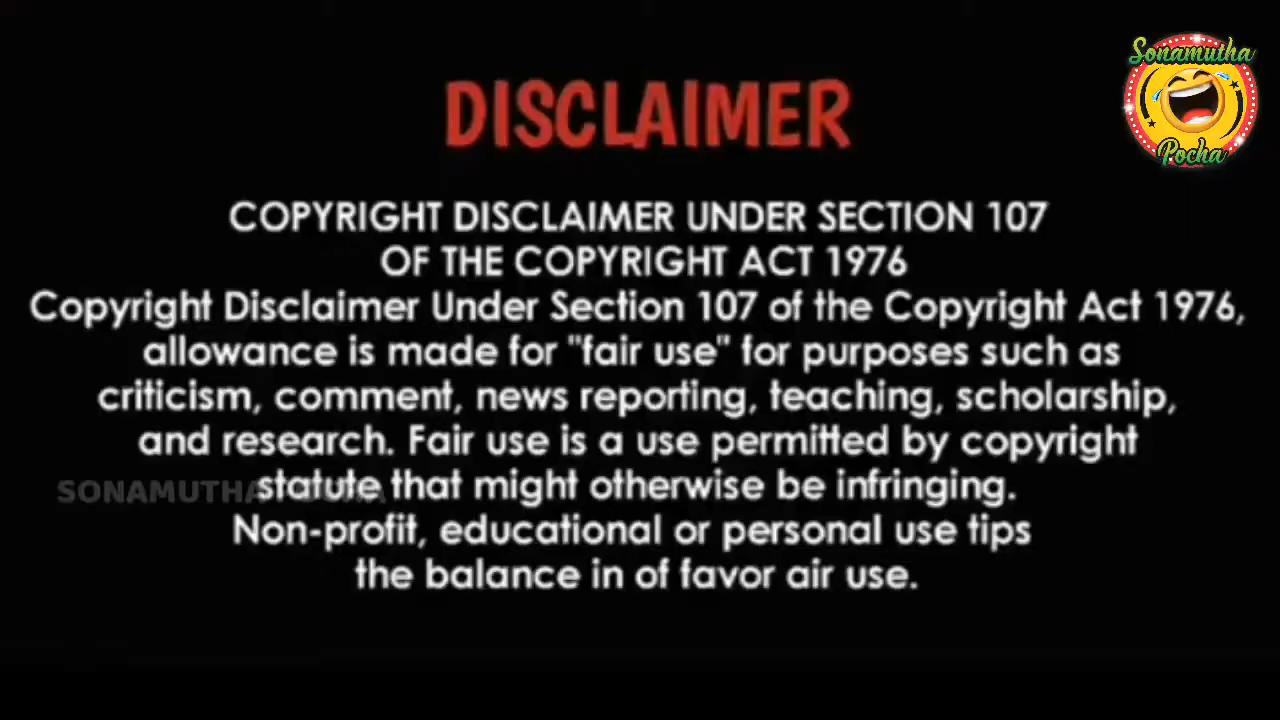 Sonamutha
Pocha
DISCLAIMER
COPYRIGHT DISCLAIMER UNDER SECTION 107
OF THE COPYRIGHT ACT 1976
Copyright Disclaimer Under Section 107 of the Copyright Act 1976,
allowance is made for "fair use" for purposes such as
criticism, comment, news reporting, teaching, scholarship,
and research. Fair use is a use permitted by copyright
statute that might otherwise be infringing.
SONAMUTHA POCHA
Non-profit, educational or personal use tips
the balance in of favor air use.